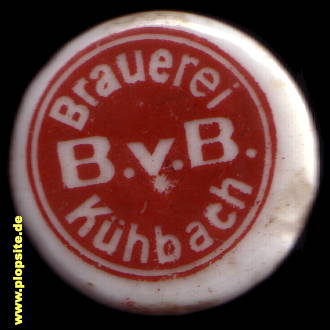 Brauerei
B.v.B.
Kühbach.
www.plopsite.de